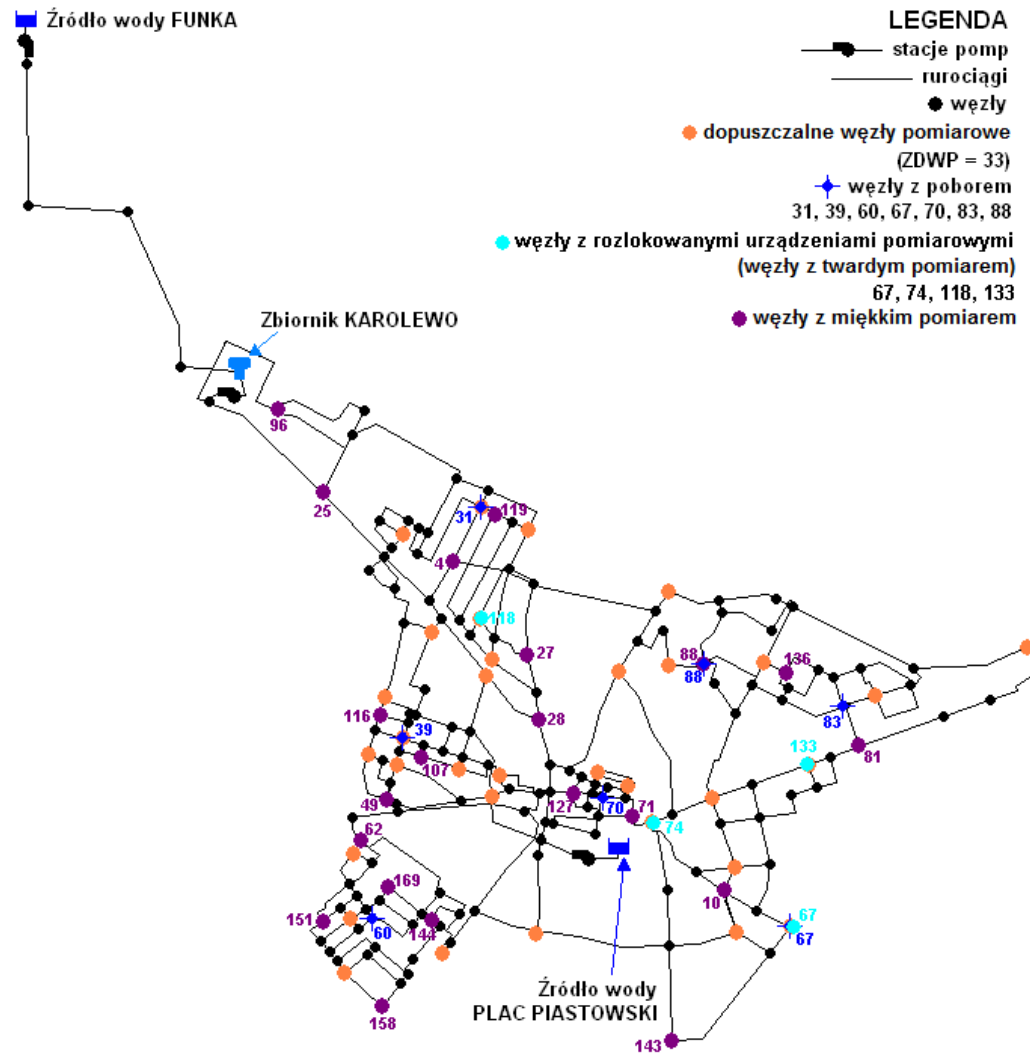 Źródło wody FUNKA
LEGENDA
stacje pomp
rurociągi
węzły
dopuszczalne węzły pomiarowe
(ZDWP = 33)
węzły z poborem
31, 39, 60, 67, 70, 83, 88
węzły z rozlokowanymi urządzeniami pomiarowymi
(węzły z twardym pomiarem)
67, 74, 118, 133
węzły z miękkim pomiarem
Zbiornik KAROLEWO
96
25
31
119
4
118
27
88
88
136
116
39
28
83
107
133
81
49
127
70
71
74
62
169
10
151
60
144
67
67
Źródło wody
PLAC PIASTOWSKI
158
143